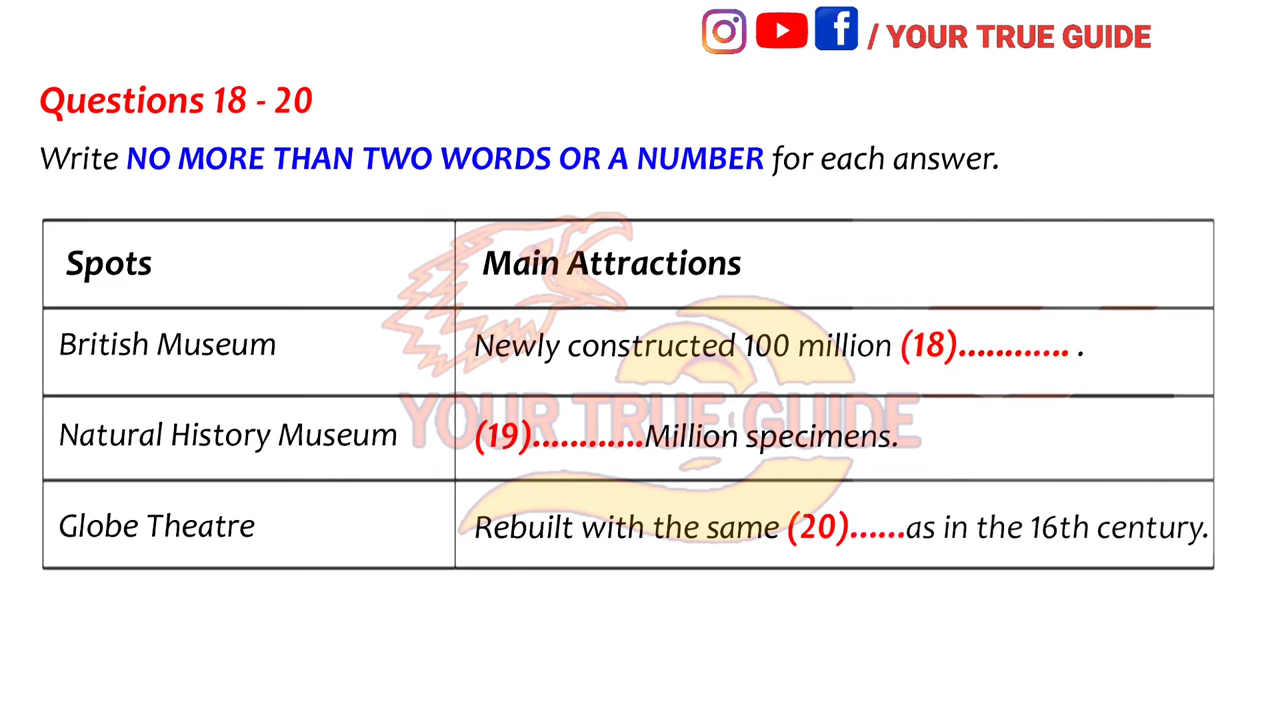 / YOUR TRUE GUIDE
Questions 18 - 20
Write NO MORE THAN TWO WORDS OR A NUMBER for each answer.
Spots Main Attractions
British Museum Newly constructed 100 million (18)............ .
YOUR TRUE GUIDE
Natural History Museum (19)............Million specimens.
Globe Theatre Rebuilt with the same (20)......as in the 16th century.